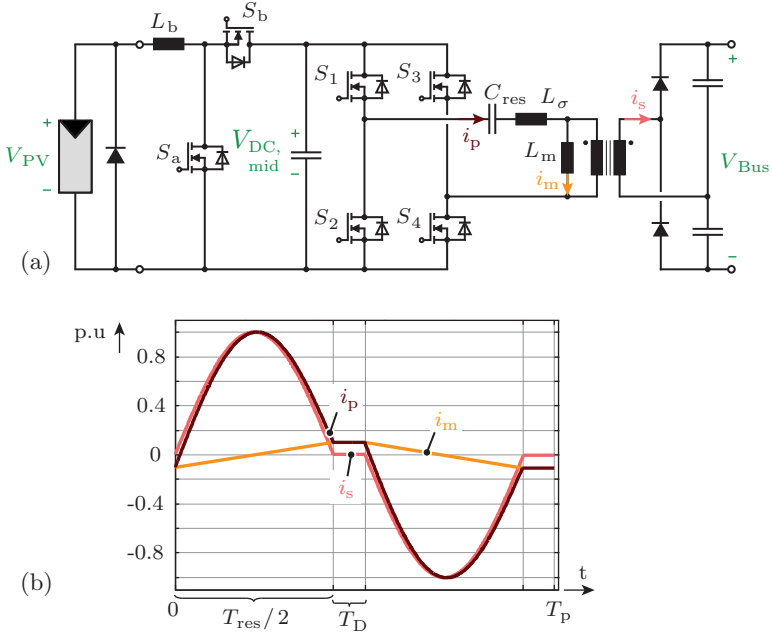 L_b
S_b
S_1
S_3
C_res
L_σ
i_s
+
+
i_p
S_a
V_DC,
mid
+
L_m
V_PV
V_Bus
−
−
i_m
S_2
S_4
−
(a)
p.u
0.8
0.4
i_p
i_m
0
i_s
-0.4
-0.8
(b)
t
0
T_res/2
T_D
T_p